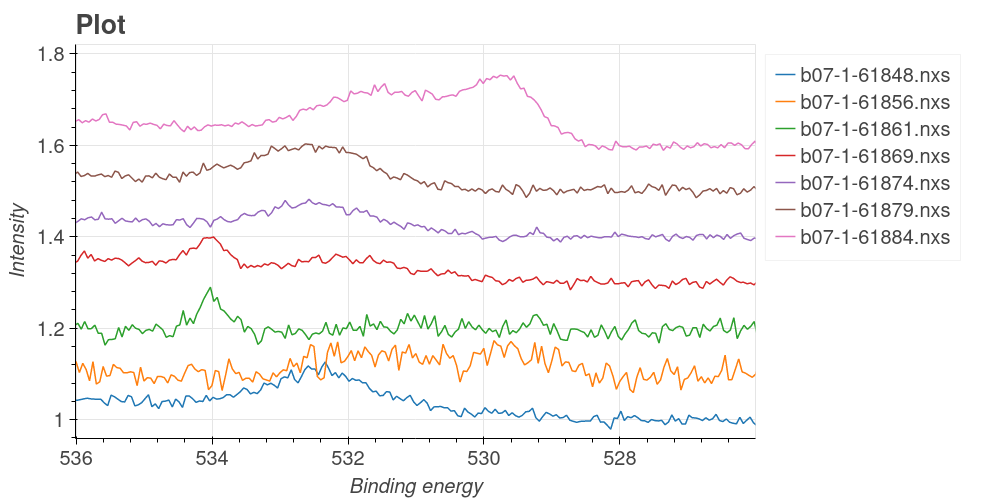 Plot
1.8
1.6
1.4
1.2
1
Intensity
536
534
532
530
528
Binding energy
b07-1-61848.nxs
b07-1-61856.nxs
b07-1-61861.nxs
b07-1-61869.nxs
b07-1-61874.nxs
b07-1-61879.nxs
b07-1-61884.nxs